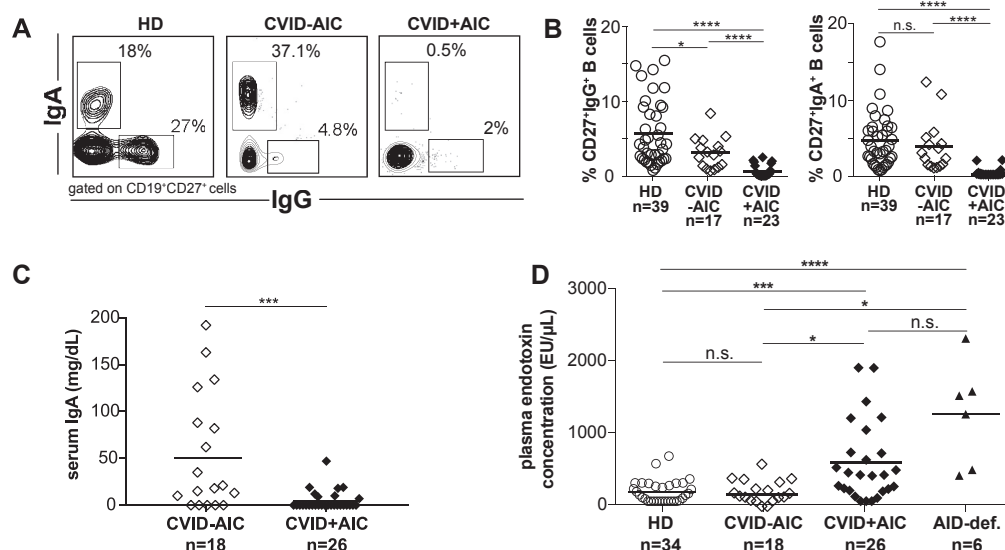 A
HD
CVID-AIC
CVID+AIC
18%
37.1%
0.5%
27%
4.8%
2%
IgA
gated on CD19+CD27+ cells
IgG
B
% CD27+IgG+ B cells
20
10
0
****
*
****
HD
n=39
CVID
-AIC
n=17
CVID
+AIC
n=23
% CD27+IgA+ B cells
20
10
0
****
n.s.
****
HD
n=39
CVID
-AIC
n=17
CVID
+AIC
n=23
C
serum IgA (mg/dL)
200
150
100
50
0
***
CVID-AIC
n=18
CVID+AIC
n=26
D
plasma endotoxin
concentration (EU/µL)
3000
2000
1000
0
****
***
*
n.s.
*
n.s.
HD
n=34
CVID-AIC
n=18
CVID+AIC
n=26
AID-def.
n=6